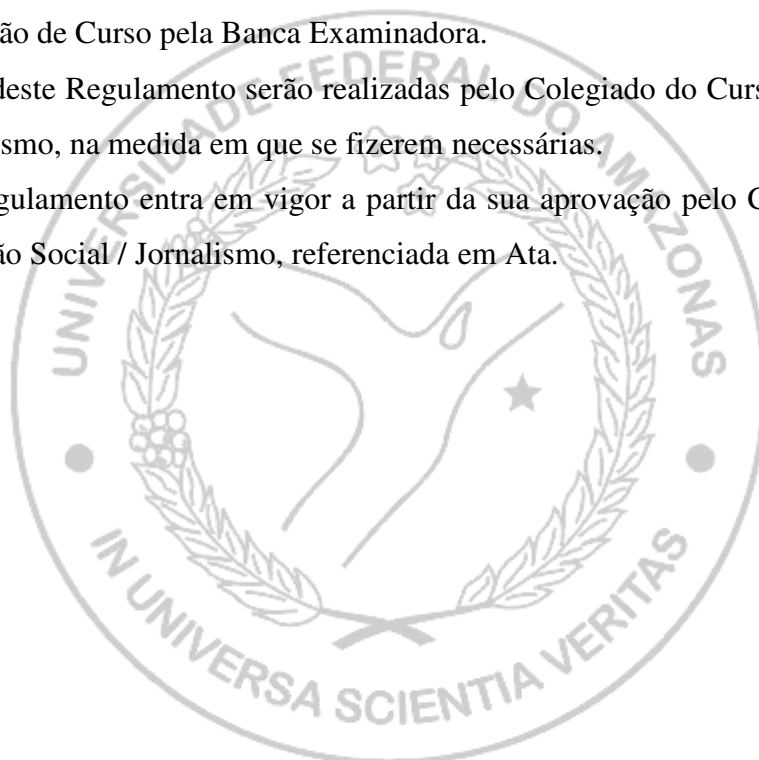 ão de Curso pela Banca Examinadora.
deste Regulamento serão realizadas pelo Colegiado do Curs
ismo, na medida em que se fizerem necessárias.
gulamento entra em vigor a partir da sua aprovação pelo C
ão Social / Jornalismo, referenciada em Ata.
UNIVERSIDADE FEDERAL DO AMAZONAS
IN UNIVERSA SCIENTIA VERITAS